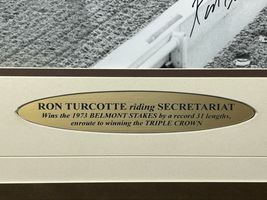 RON TURCOTTE riding SECRETARIAT
Wins the 1973 BELMONT STAKES by a record 31 lengths,
enroute to winning the TRIPLE CROWN